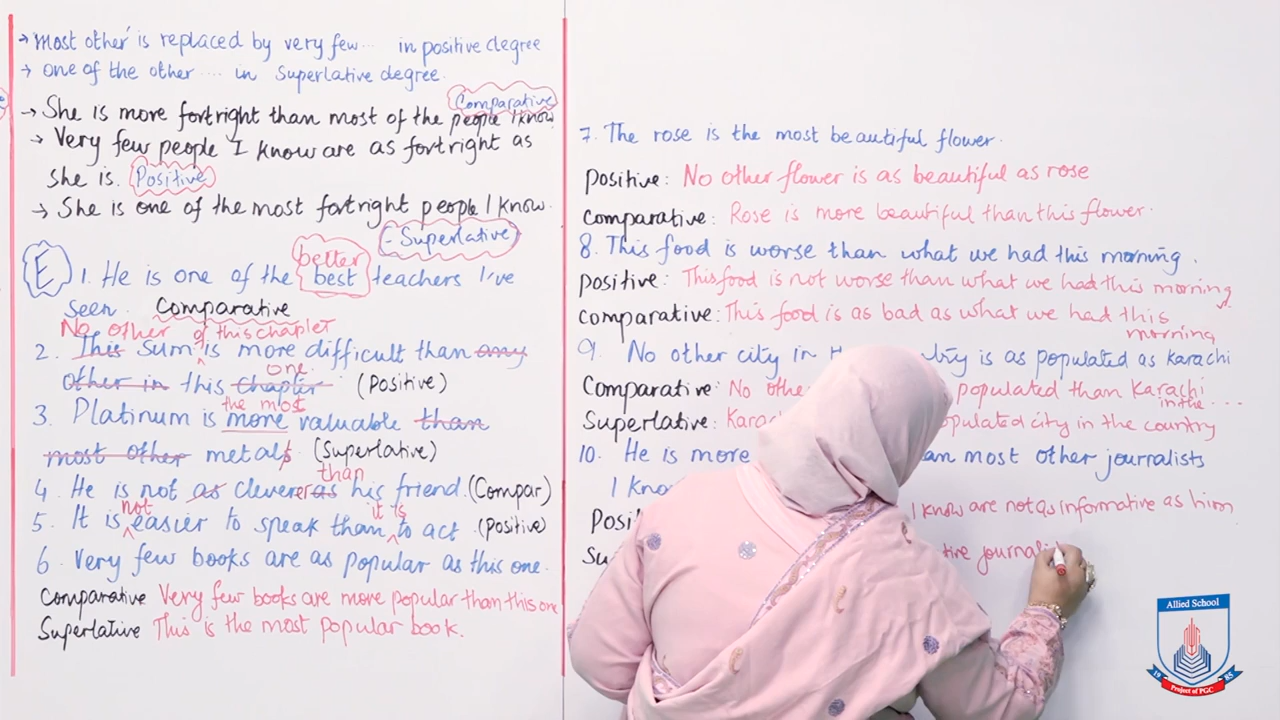 → most other is replaced by very few... in positive degree
→ one of the other .... in Superlative degree.
Comparative
→ She is more fortright than most of the people I know
→ Very few people I know are as fortright as
She is. Positive
→ She is one of the most fortright people I know.
- Superlative
better
E 1. He is one of the best teachers I've
Seen. Comparative
No other of this chapter
2. This Sum is more difficult than any
one.
other in this chapter (Positive)
the most
3. Platinum is more valuable than
most other metals (Superlative)
than
4. He is not as cleverer as his friend. (Compar)
not it is
5. It is easier to speak than to act. (Positive)
6. Very few books are as popular as this one.
Comparative Very few books are more popular than this one
Superlative This is the most popular book.
7. The rose is the most beautiful flower.
Positive: No other flower is as beautiful as rose
Comparative: Rose is more beautiful than this flower.
8. This food is worse than what we had this morning.
Positive: This food is not worse than what we had this morning
Comparative: This food is as bad as what we had this
morning
9. No other city in is as populated as Karachi
Comparative: No populated than Karachi
in the ...
Superlative: city in the country
10. He is more most other journalists
I
I know are not as informative as him
Allied School
19 85
Project of PGC